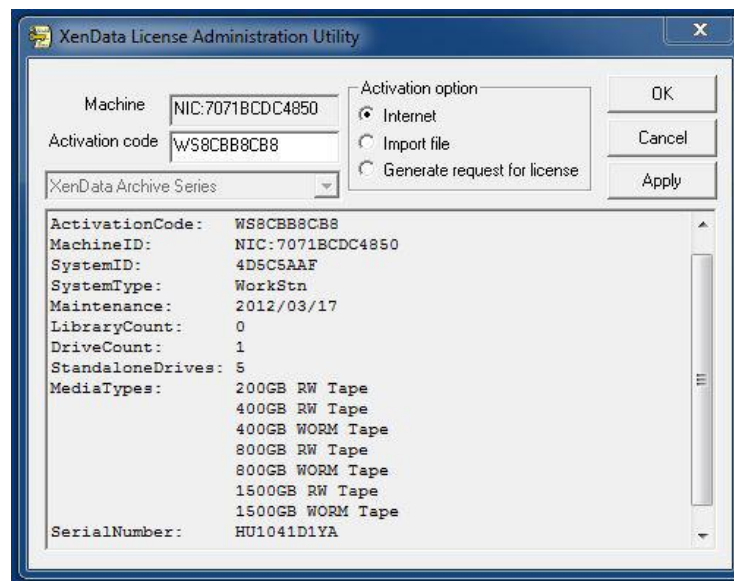 XenData License Administration Utility
Machine
NIC:7071BCDC4850
Activation code
WS8CBB8CB8
XenData Archive Series
Activation option
Internet
Import file
Generate request for license
OK
Cancel
Apply
ActivationCode: WS8CBB8CB8
MachineID: NIC:7071BCDC4850
SystemID: 4D5C5AAF
SystemType: WorkStn
Maintenance: 2012/03/17
LibraryCount: 0
DriveCount: 1
StandaloneDrives: 5
MediaTypes: 200GB RW Tape
400GB RW Tape
400GB WORM Tape
800GB RW Tape
800GB WORM Tape
1500GB RW Tape
1500GB WORM Tape
SerialNumber: HU1041D1YA